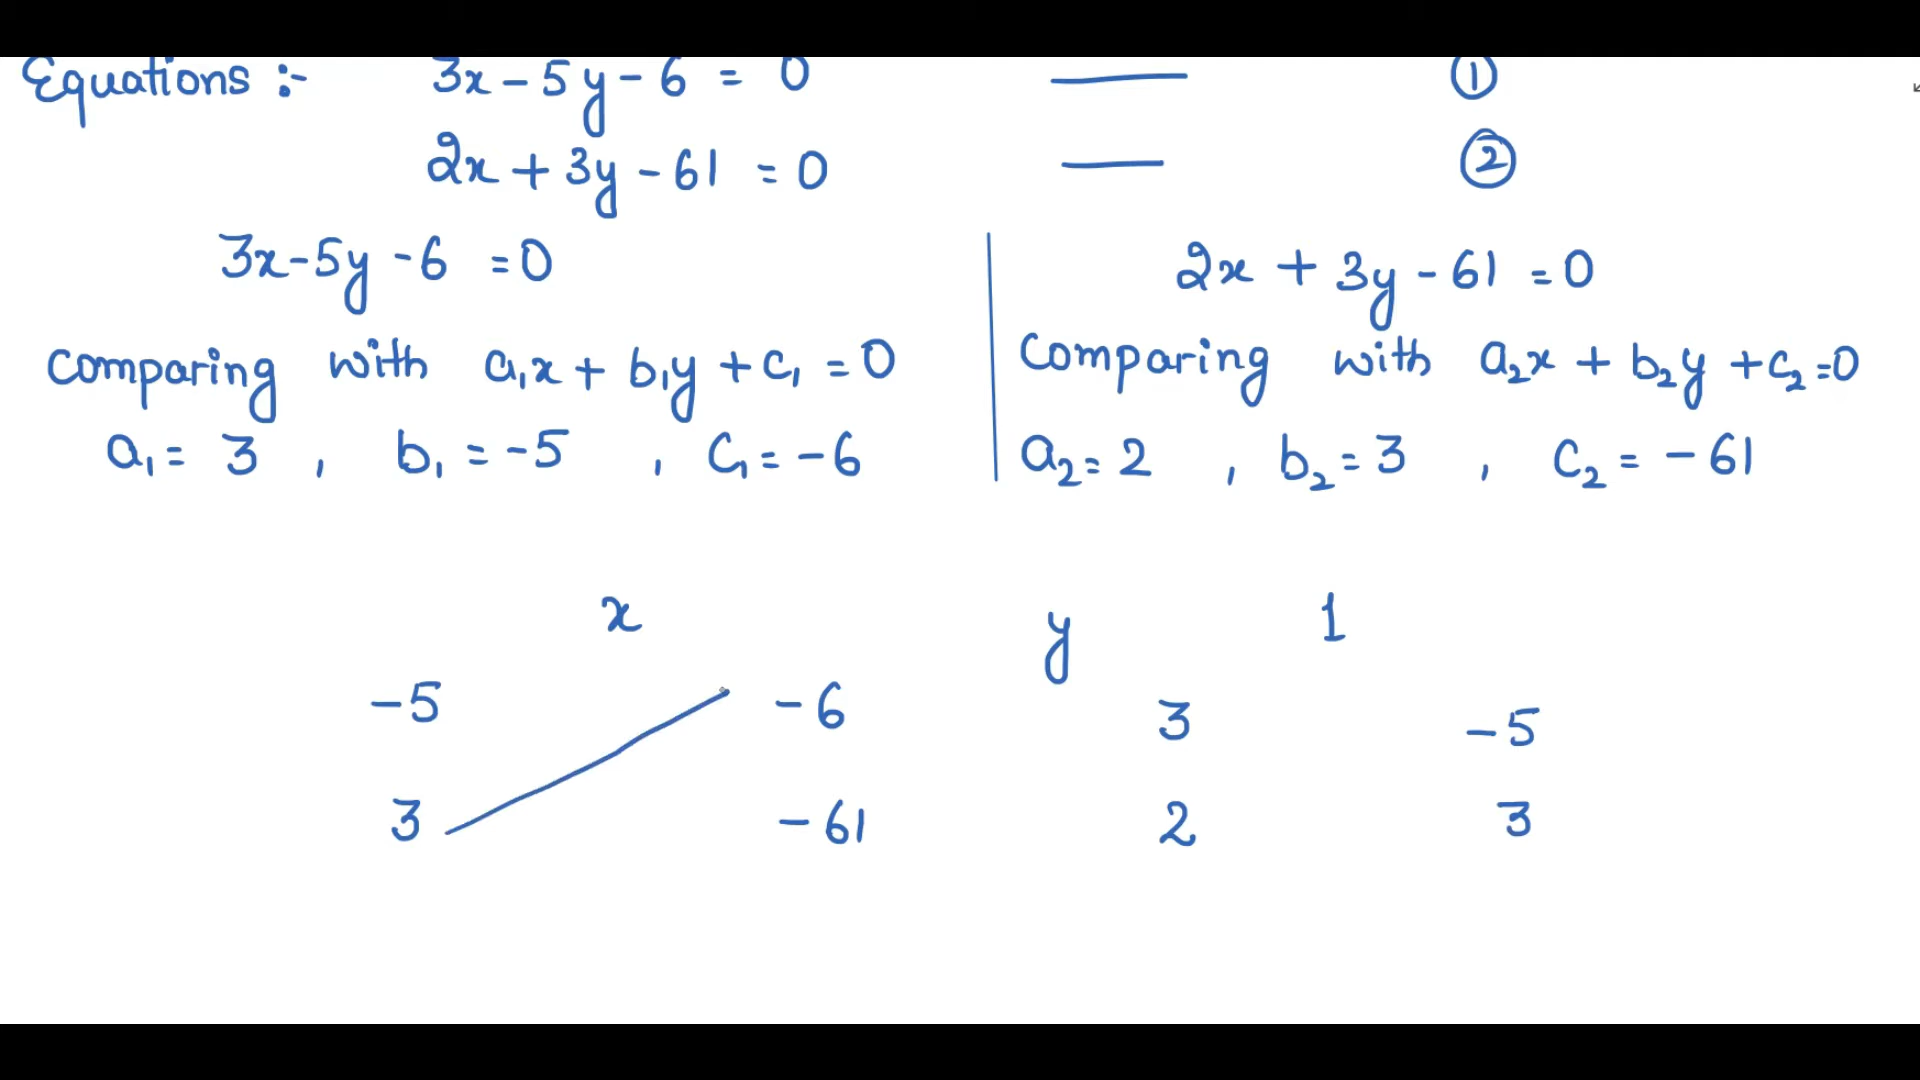 Equations :- 3x - 5y - 6 = 0 —— ①
2x + 3y - 61 = 0 —— ②
3x - 5y - 6 = 0
comparing with a₁x + b₁y + c₁ = 0
a₁ = 3 , b₁ = -5 , c₁ = -6
2x + 3y - 61 = 0
comparing with a₂x + b₂y + c₂ = 0
a₂ = 2 , b₂ = 3 , c₂ = -61
x y 1
-5 -6 3 -5
3 -61 2 3